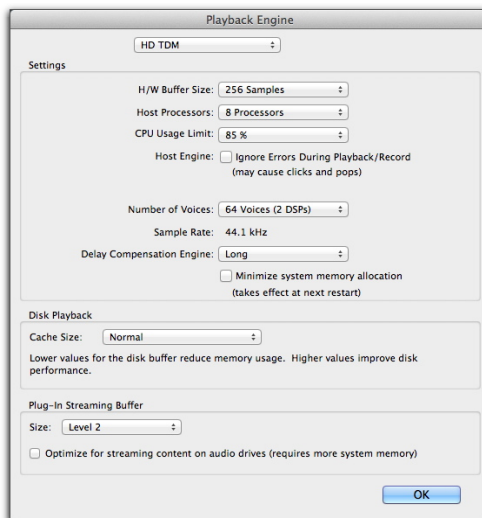 Playback Engine
HD TDM
Settings
H/W Buffer Size: 256 Samples
Host Processors: 8 Processors
CPU Usage Limit: 85 %
Host Engine: Ignore Errors During Playback/Record
(may cause clicks and pops)
Number of Voices: 64 Voices (2 DSPs)
Sample Rate: 44.1 kHz
Delay Compensation Engine: Long
Minimize system memory allocation
(takes effect at next restart)
Disk Playback
Cache Size: Normal
Lower values for the disk buffer reduce memory usage. Higher values improve disk
performance.
Plug-In Streaming Buffer
Size: Level 2
Optimize for streaming content on audio drives (requires more system memory)
OK